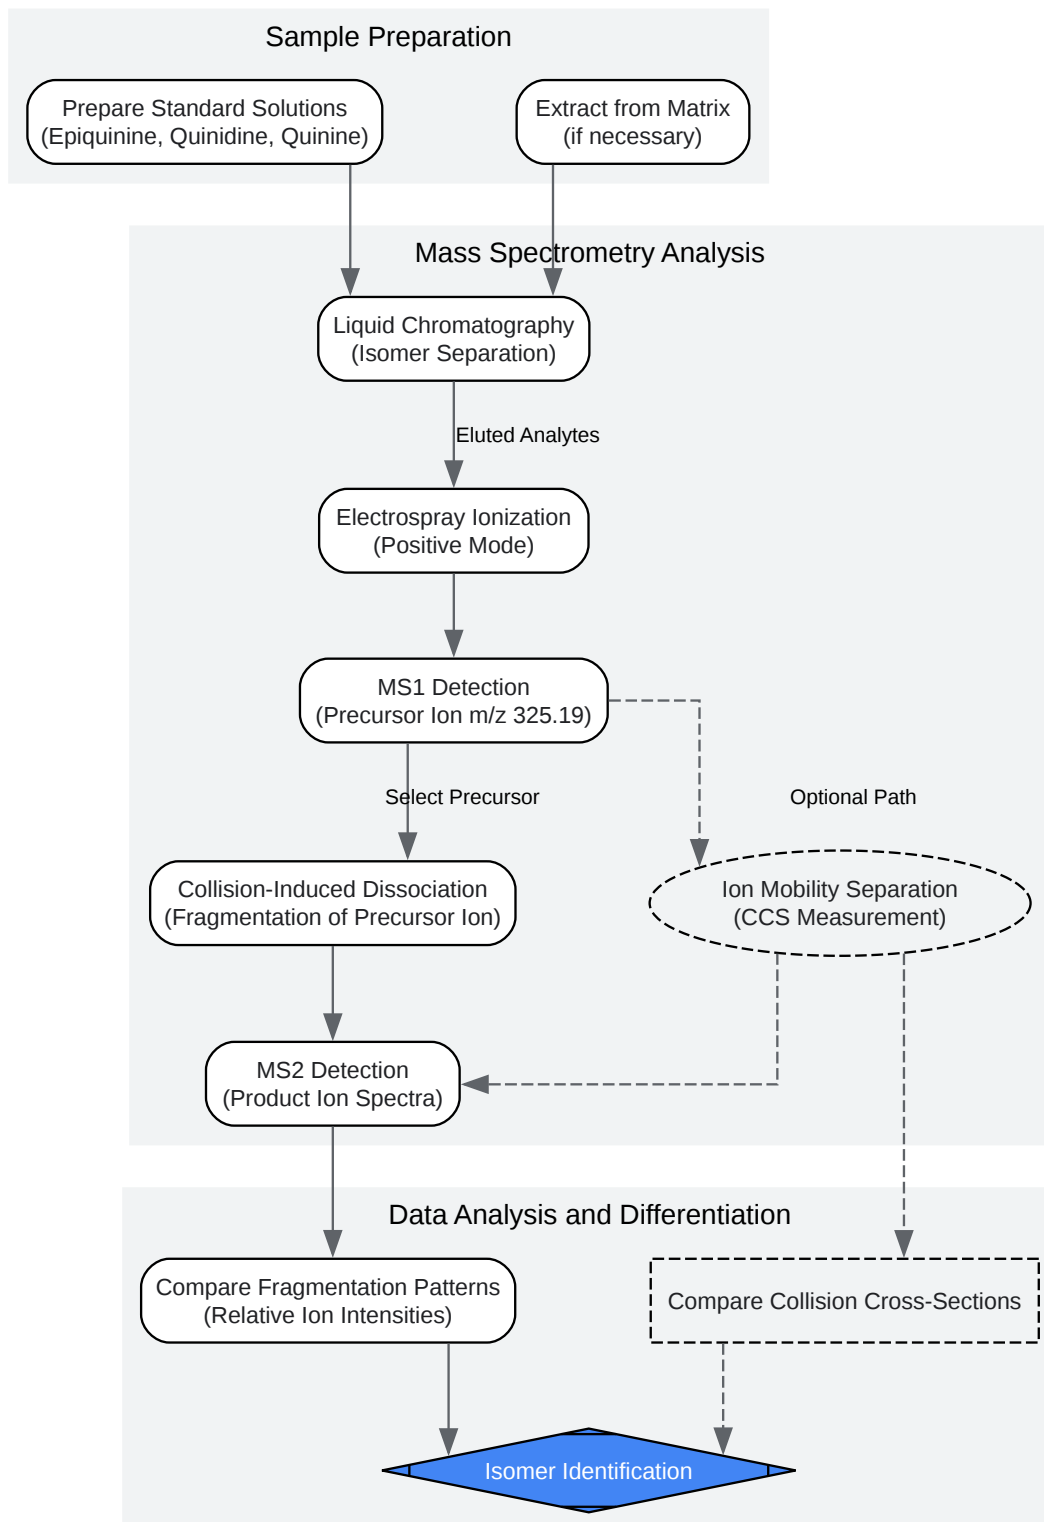 Sample Preparation
Prepare Standard Solutions
(Epiquinine, Quinidine, Quinine)
Extract from Matrix
(if necessary)
Mass Spectrometry Analysis
Liquid Chromatography
(Isomer Separation)
Eluted Analytes
Electrospray Ionization
(Positive Mode)
MS1 Detection
(Precursor Ion m/z 325.19)
Select Precursor
Optional Path
Collision-Induced Dissociation
(Fragmentation of Precursor Ion)
Ion Mobility Separation
(CCS Measurement)
MS2 Detection
(Product Ion Spectra)
Data Analysis and Differentiation
Compare Fragmentation Patterns
(Relative Ion Intensities)
Compare Collision Cross-Sections
Isomer Identification